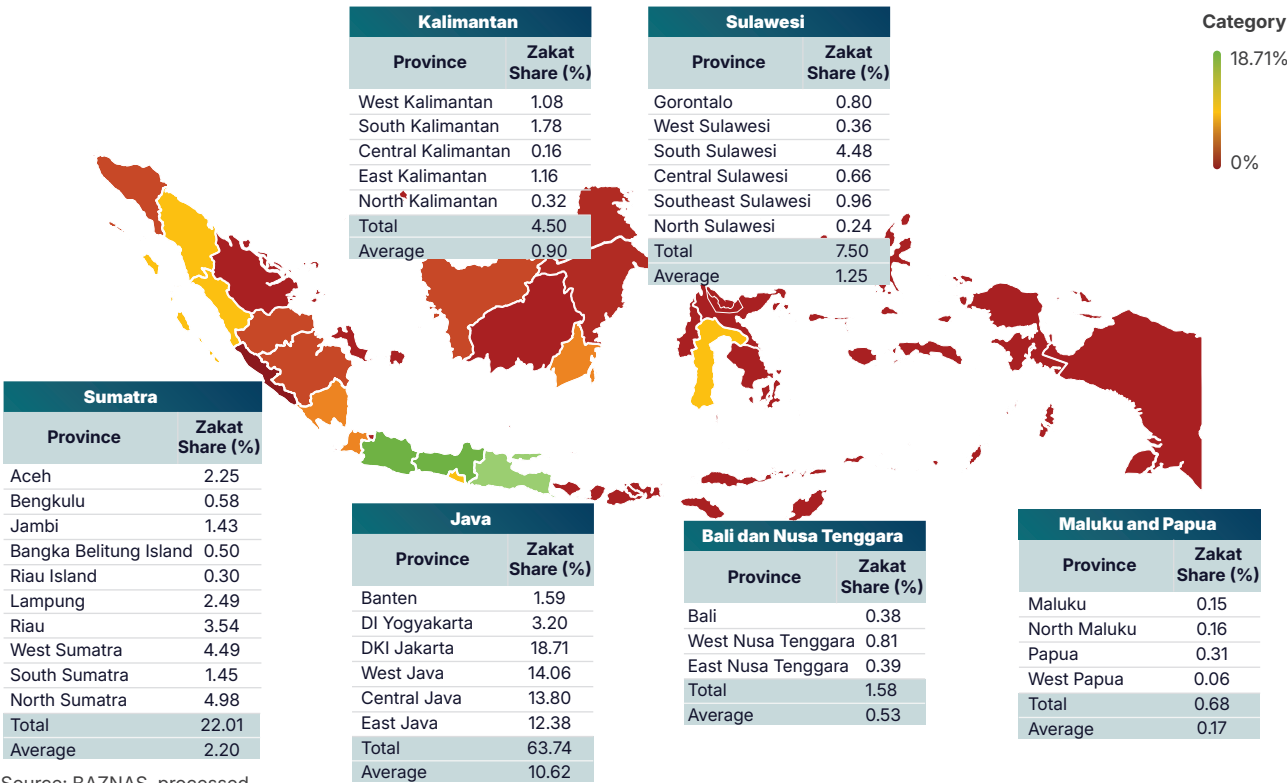 Kalimantan
Province Zakat Share (%)
West Kalimantan 1.08
South Kalimantan 1.78
Central Kalimantan 0.16
East Kalimantan 1.16
North Kalimantan 0.32
Total 4.50
Average 0.90
Sulawesi
Province Zakat Share (%)
Gorontalo 0.80
West Sulawesi 0.36
South Sulawesi 4.48
Central Sulawesi 0.66
Southeast Sulawesi 0.96
North Sulawesi 0.24
Total 7.50
Average 1.25
Category
18.71%
0%
Sumatra
Province Zakat Share (%)
Aceh 2.25
Bengkulu 0.58
Jambi 1.43
Bangka Belitung Island 0.50
Riau Island 0.30
Lampung 2.49
Riau 3.54
West Sumatra 4.49
South Sumatra 1.45
North Sumatra 4.98
Total 22.01
Average 2.20
Java
Province Zakat Share (%)
Banten 1.59
DI Yogyakarta 3.20
DKI Jakarta 18.71
West Java 14.06
Central Java 13.80
East Java 12.38
Total 63.74
Average 10.62
Bali dan Nusa Tenggara
Province Zakat Share (%)
Bali 0.38
West Nusa Tenggara 0.81
East Nusa Tenggara 0.39
Total 1.58
Average 0.53
Maluku and Papua
Province Zakat Share (%)
Maluku 0.15
North Maluku 0.16
Papua 0.31
West Papua 0.06
Total 0.68
Average 0.17
Source: BAZNAS, processed